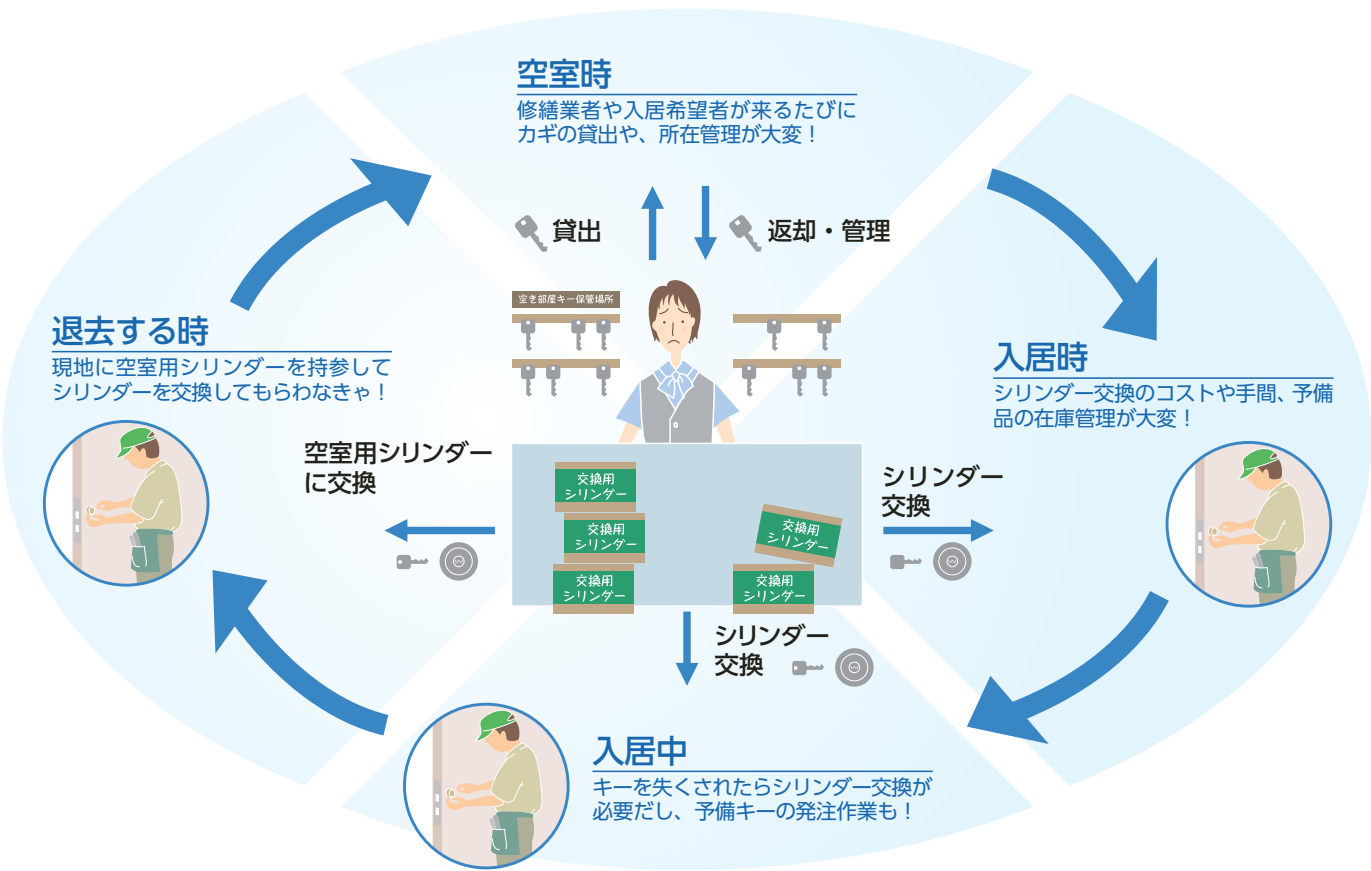 空室時
修繕業者や入居希望者が来るたびに
カギの貸出や、所在管理が大変！
貸出
返却・管理
空き部屋キー保管場所
退去する時
現地に空室用シリンダーを持参して
シリンダーを交換してもらわなきゃ！
入居時
シリンダー交換のコストや手間、予備
品の在庫管理が大変！
空室用シリンダー
に交換
シリンダー
交換
交換用
シリンダー
交換用
シリンダー
交換用
シリンダー
交換用
シリンダー
交換用
シリンダー
シリンダー
交換
入居中
キーを失くされたらシリンダー交換が
必要だし、予備キーの発注作業も！